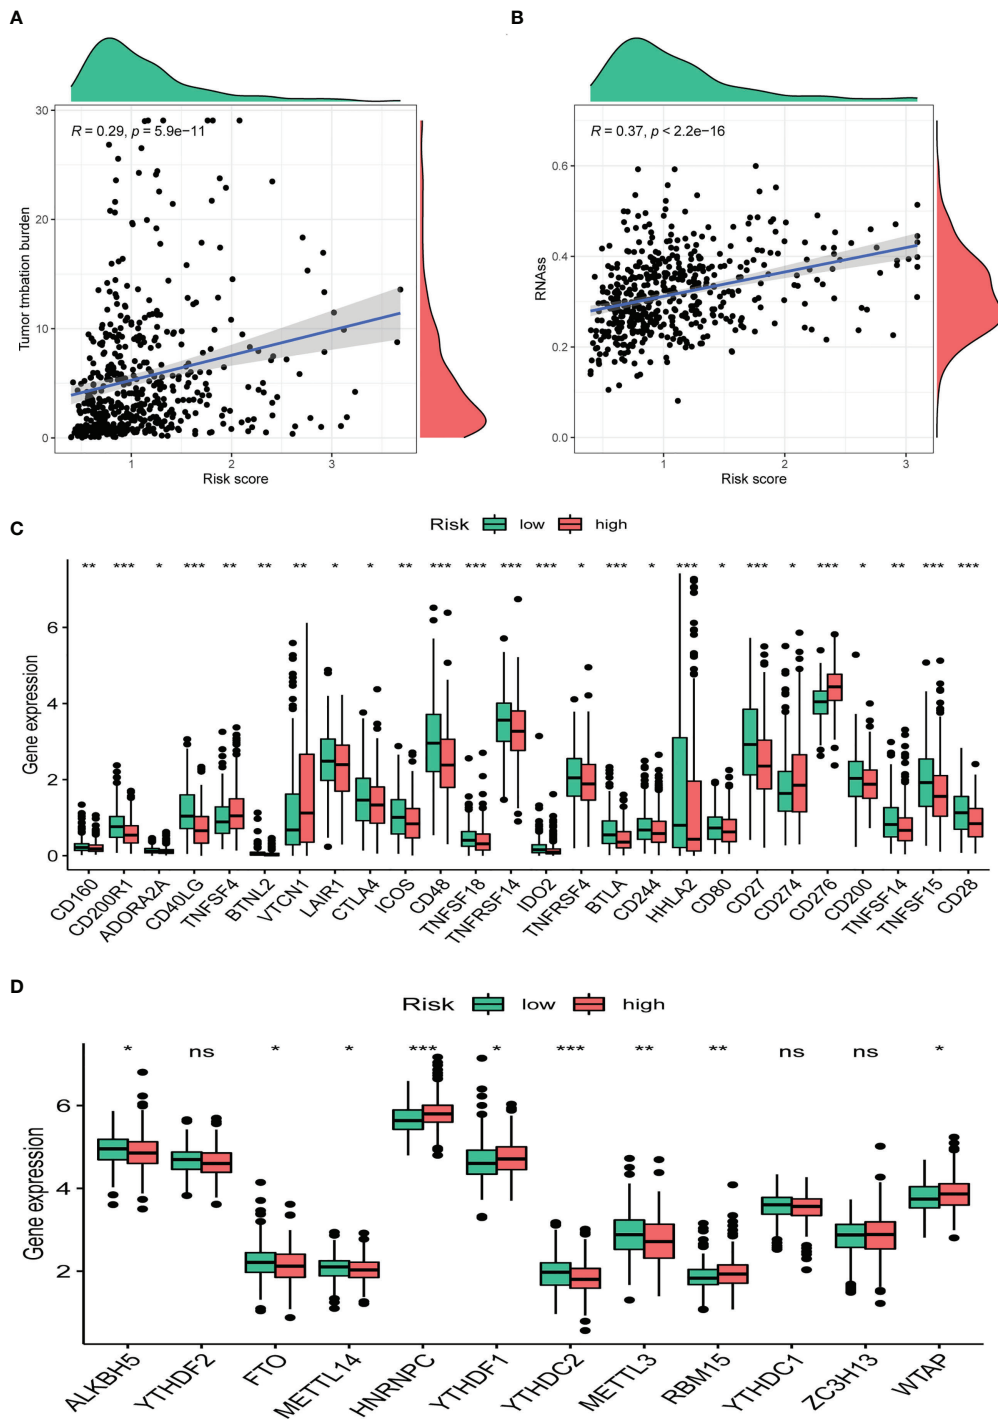 A
B
R = 0.29, p = 5.9e−11
R = 0.37, p < 2.2e−16
30
20
10
0
Tumor tmbation burden
1
2
3
Risk score
0.6
0.4
0.2
0.0
RNAss
1
2
3
Risk score
C
Risk low high
** *** * *** ** ** ** * * ** *** *** *** *** * *** * *** * *** * *** * ** *** ***
6
4
2
0
Gene expression
CD160
CD200R1
ADORA2A
CD40LG
TNFSF4
BTNL2
VTCN1
LAIR1
CTLA4
ICOS
CD48
TNFSF18
TNFRSF14
IDO2
TNFRSF4
BTLA
CD244
HHLA2
CD80
CD27
CD274
CD276
CD200
TNFSF14
TNFSF15
CD28
D
Risk low high
* ns * * *** * *** ** ** ns ns *
6
4
2
Gene expression
ALKBH5
YTHDF2
FTO
METTL14
HNRNPC
YTHDF1
YTHDC2
METTL3
RBM15
YTHDC1
ZC3H13
WTAP